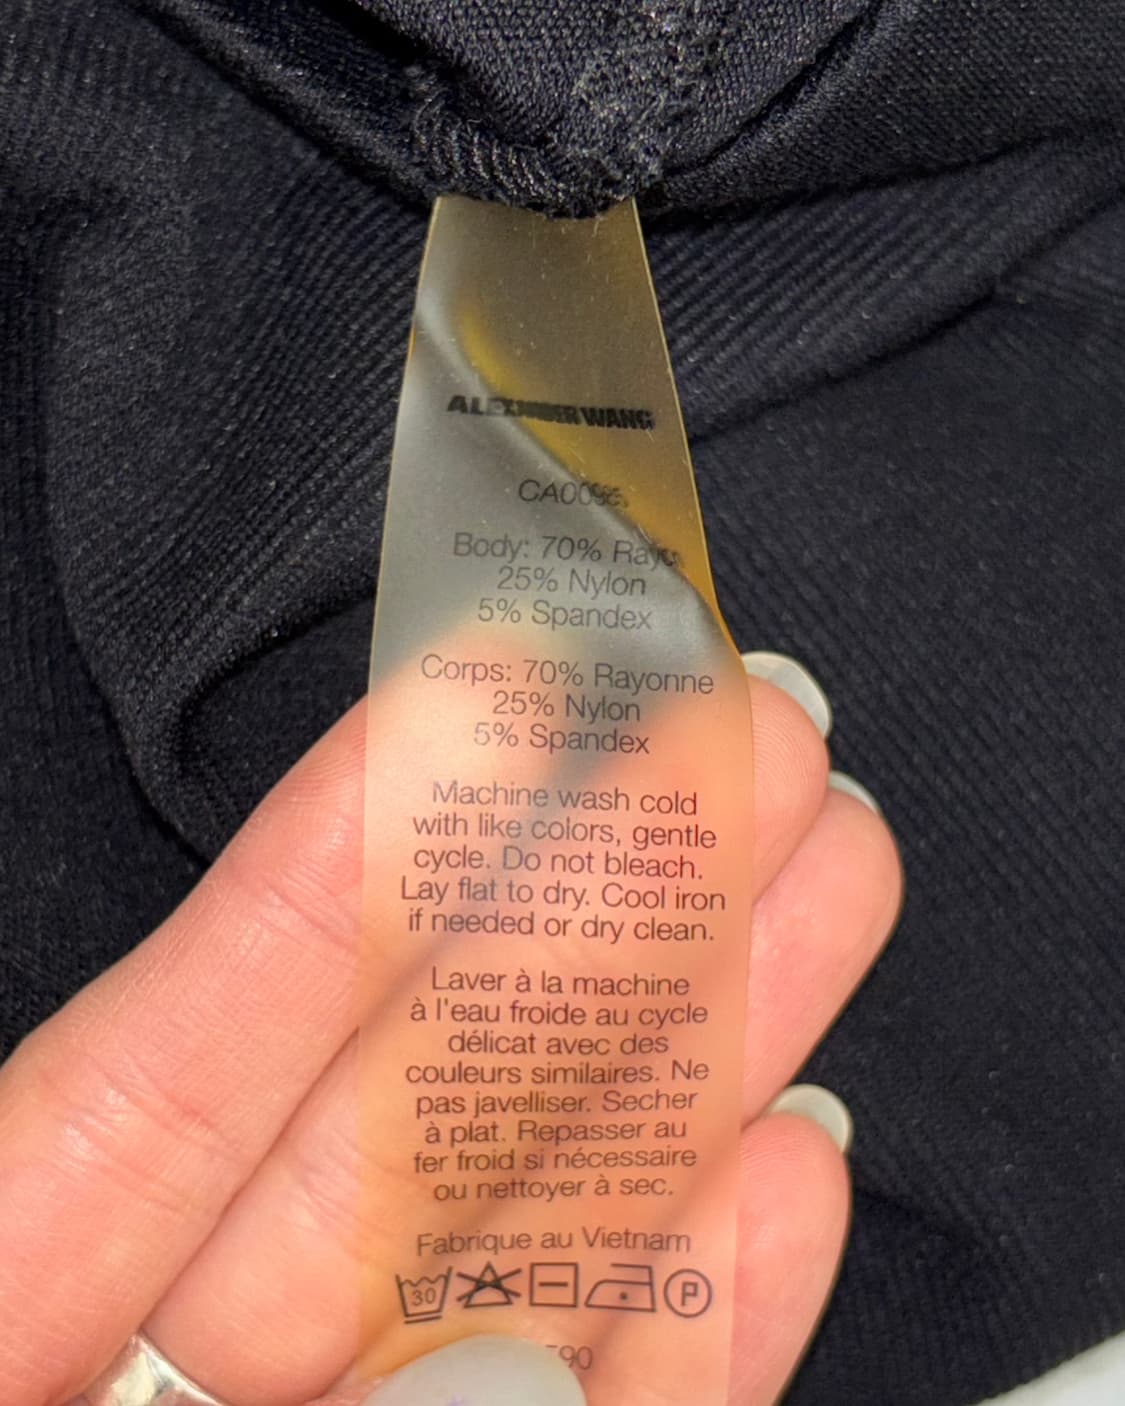 ALEXANDER WANG
Body: 70%
25% Nylon
5% Spandex
Corps: 70% Rayonne
25% Nylon
5% Spandex
Machine wash cold
with like colors, gentle
cycle. Do not bleach.
Lay flat to dry. Cool iron
if needed or dry clean.
Laver à la machine
à l'eau froide au cycle
délicat avec des
couleurs similaires. Ne
pas javelliser. Secher
à plat. Repasser au
fer froid si nécessaire
ou nettoyer à sec.
Fabrique au Vietnam
30 P